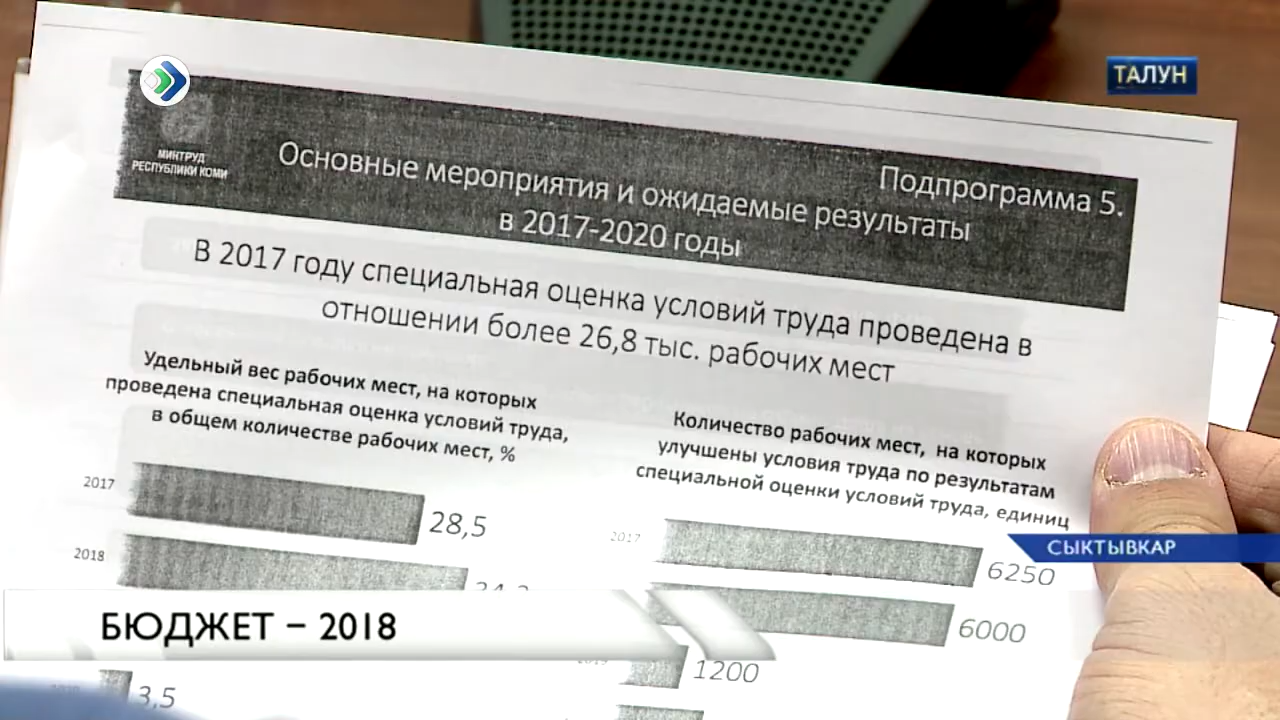 ТАЛУН
МИНТРУД
РЕСПУБЛИКИ КОМИ
Подпрограмма 5.
Основные мероприятия и ожидаемые результаты
в 2017-2020 годы
В 2017 году специальная оценка условий труда проведена в
отношении более 26,8 тыс. рабочих мест
Удельный вес рабочих мест, на которых
проведена специальная оценка условий труда,
в общем количестве рабочих мест, %
2017
28,5
2018
Количество рабочих мест, на которых
улучшены условия труда по результатам
специальной оценки условий труда, единиц
2017
6250
6000
2019
1200
3,5
СЫКТЫВКАР
БЮДЖЕТ – 2018